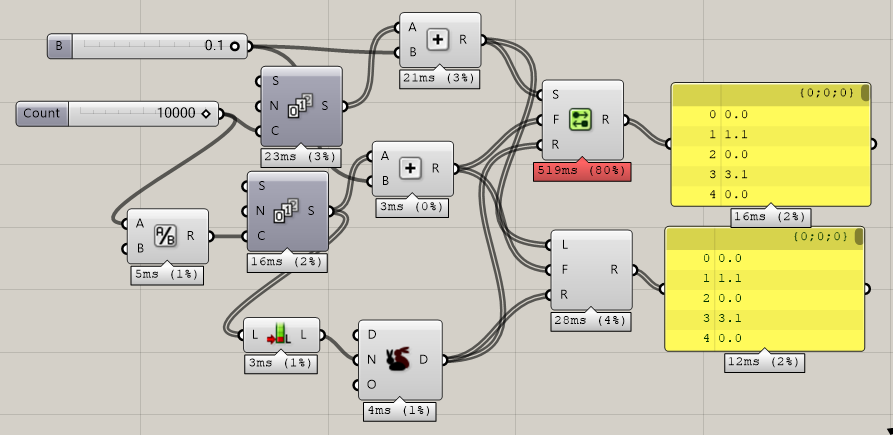 B 0.1
Count 10000
A B + R
21ms (3%)
S N C S
23ms (3%)
A B + R
3ms (0%)
S N C S
16ms (2%)
A B A/B R
5ms (1%)
L L L
3ms (1%)
D N O D
4ms (1%)
S F R R
519ms (80%)
L F R R
28ms (4%)
{0;0;0}
0 0.0
1 1.1
2 0.0
3 3.1
4 0.0
16ms (2%)
{0;0;0}
0 0.0
1 1.1
2 0.0
3 3.1
4 0.0
12ms (2%)